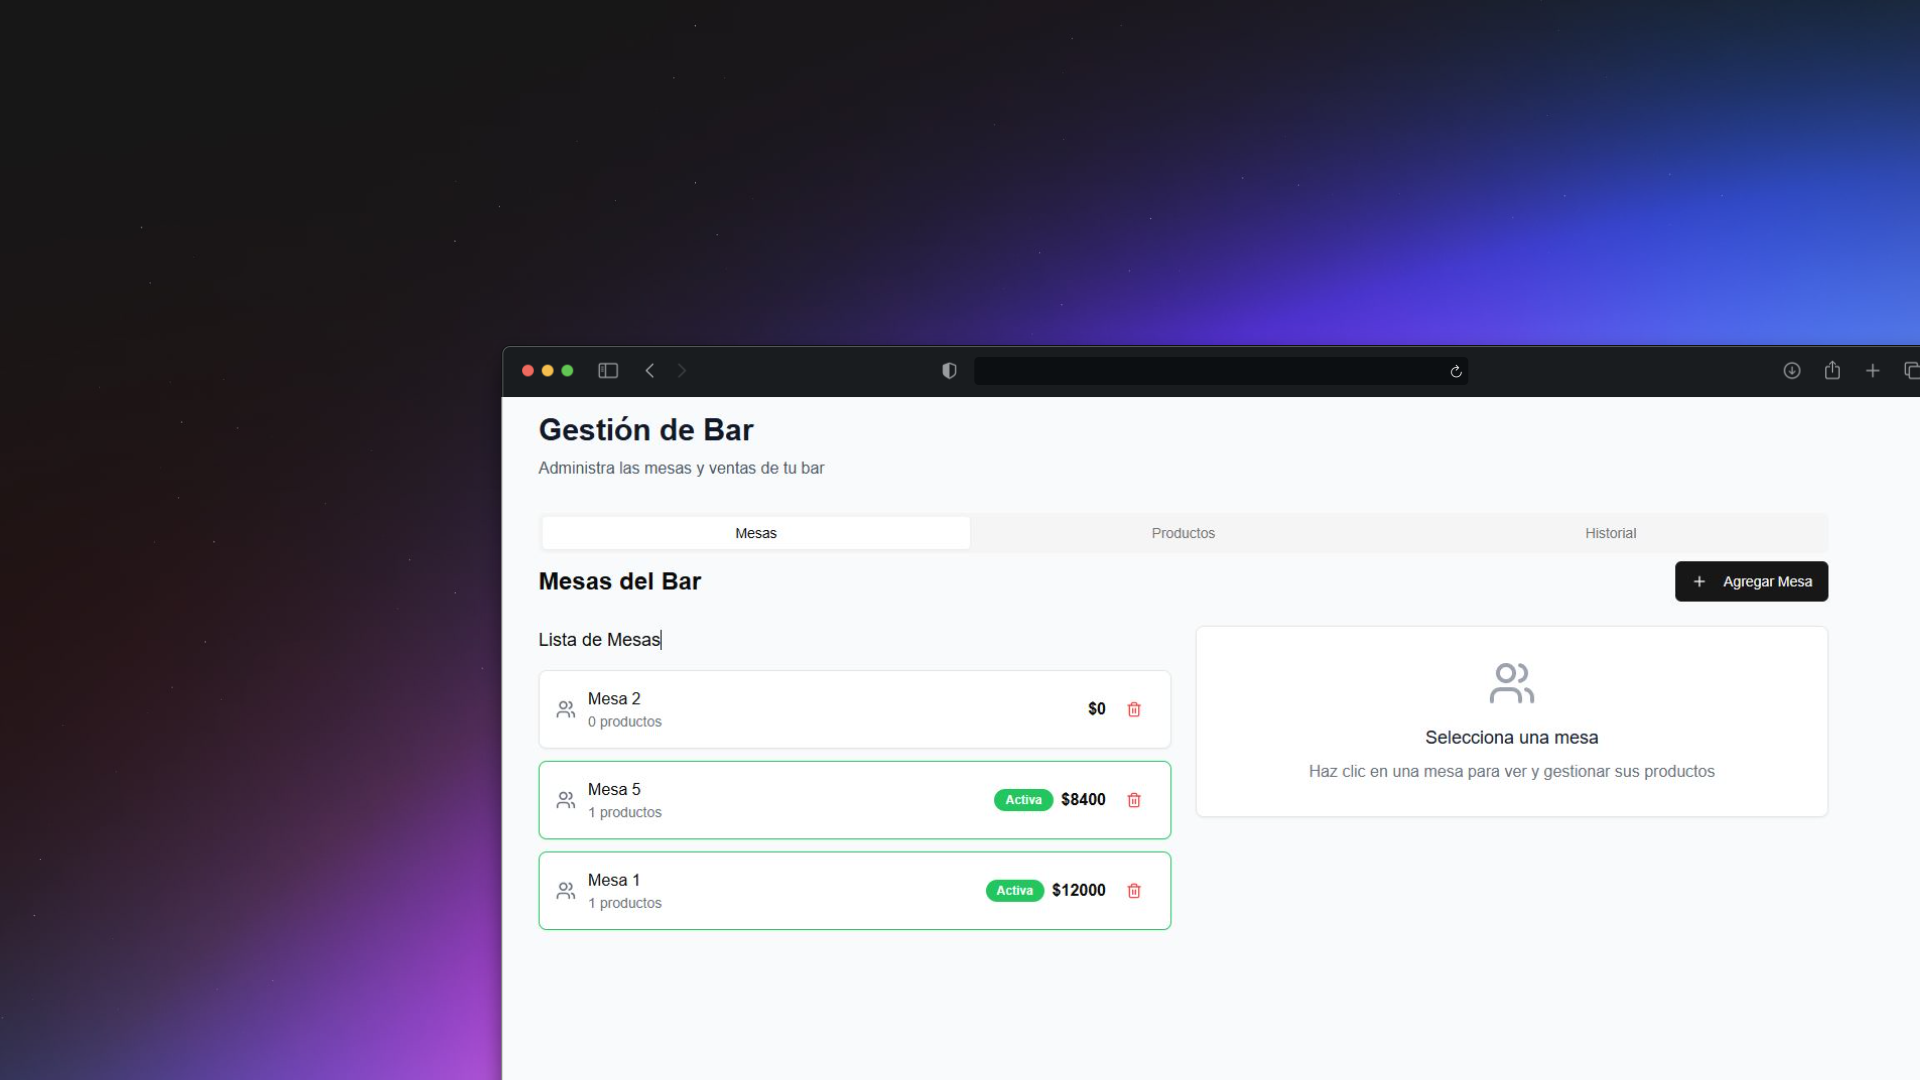 Gestión de Bar
Administra las mesas y ventas de tu bar
Mesas
Productos
Historial
Mesas del Bar
Agregar Mesa
Lista de Mesas
Mesa 2
0 productos
$0
Mesa 5
1 productos
Activa
$8400
Mesa 1
1 productos
Activa
$12000
Selecciona una mesa
Haz clic en una mesa para ver y gestionar sus productos